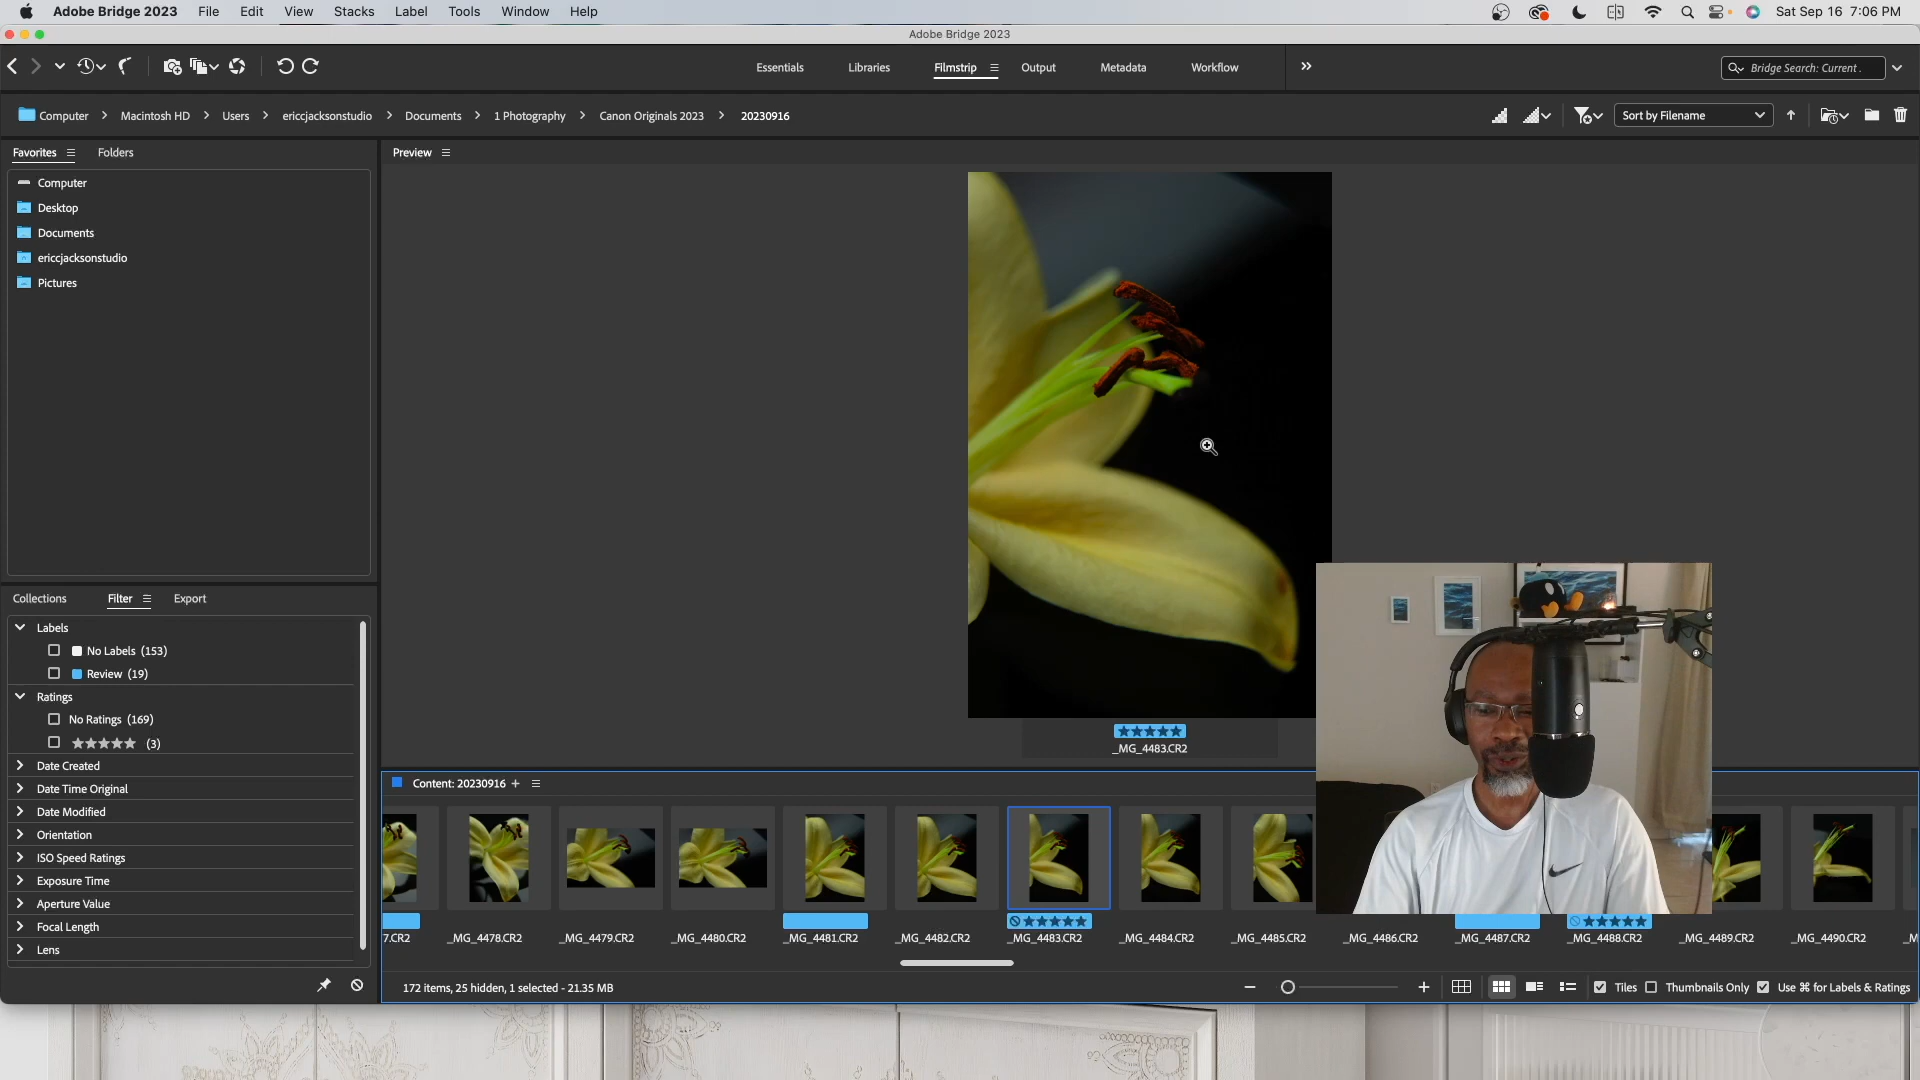 Adobe Bridge 2023 File Edit View Stacks Label Tools Window Help Sat Sep 16 7:06 PM
Adobe Bridge 2023
Essentials Libraries Filmstrip Output Metadata Workflow Bridge Search: Current .
Computer Macintosh HD Users ericcjacksonstudio Documents 1 Photography Canon Originals 2023 20230916 Sort by Filename
Favorites Folders
Preview
Computer
Desktop
Documents
ericcjacksonstudio
Pictures
Collections Filter Export
Labels
No Labels (153)
Review (19)
Ratings
No Ratings (169)
★★★★★ (3)
Date Created
Date Time Original
Date Modified
Orientation
ISO Speed Ratings
Exposure Time
Aperture Value
Focal Length
Lens
★★★★★
_MG_4483.CR2
Content: 20230916 +
7.CR2 _MG_4478.CR2 _MG_4479.CR2 _MG_4480.CR2 _MG_4481.CR2 _MG_4482.CR2 _MG_4483.CR2 _MG_4484.CR2 _MG_4485.CR2 _MG_4486.CR2 _MG_4487.CR2 _MG_4488.CR2 _MG_4489.CR2 _MG_4490.CR2 _M
172 items, 25 hidden, 1 selected - 21.35 MB Tiles Thumbnails Only Use ⌘ for Labels & Ratings